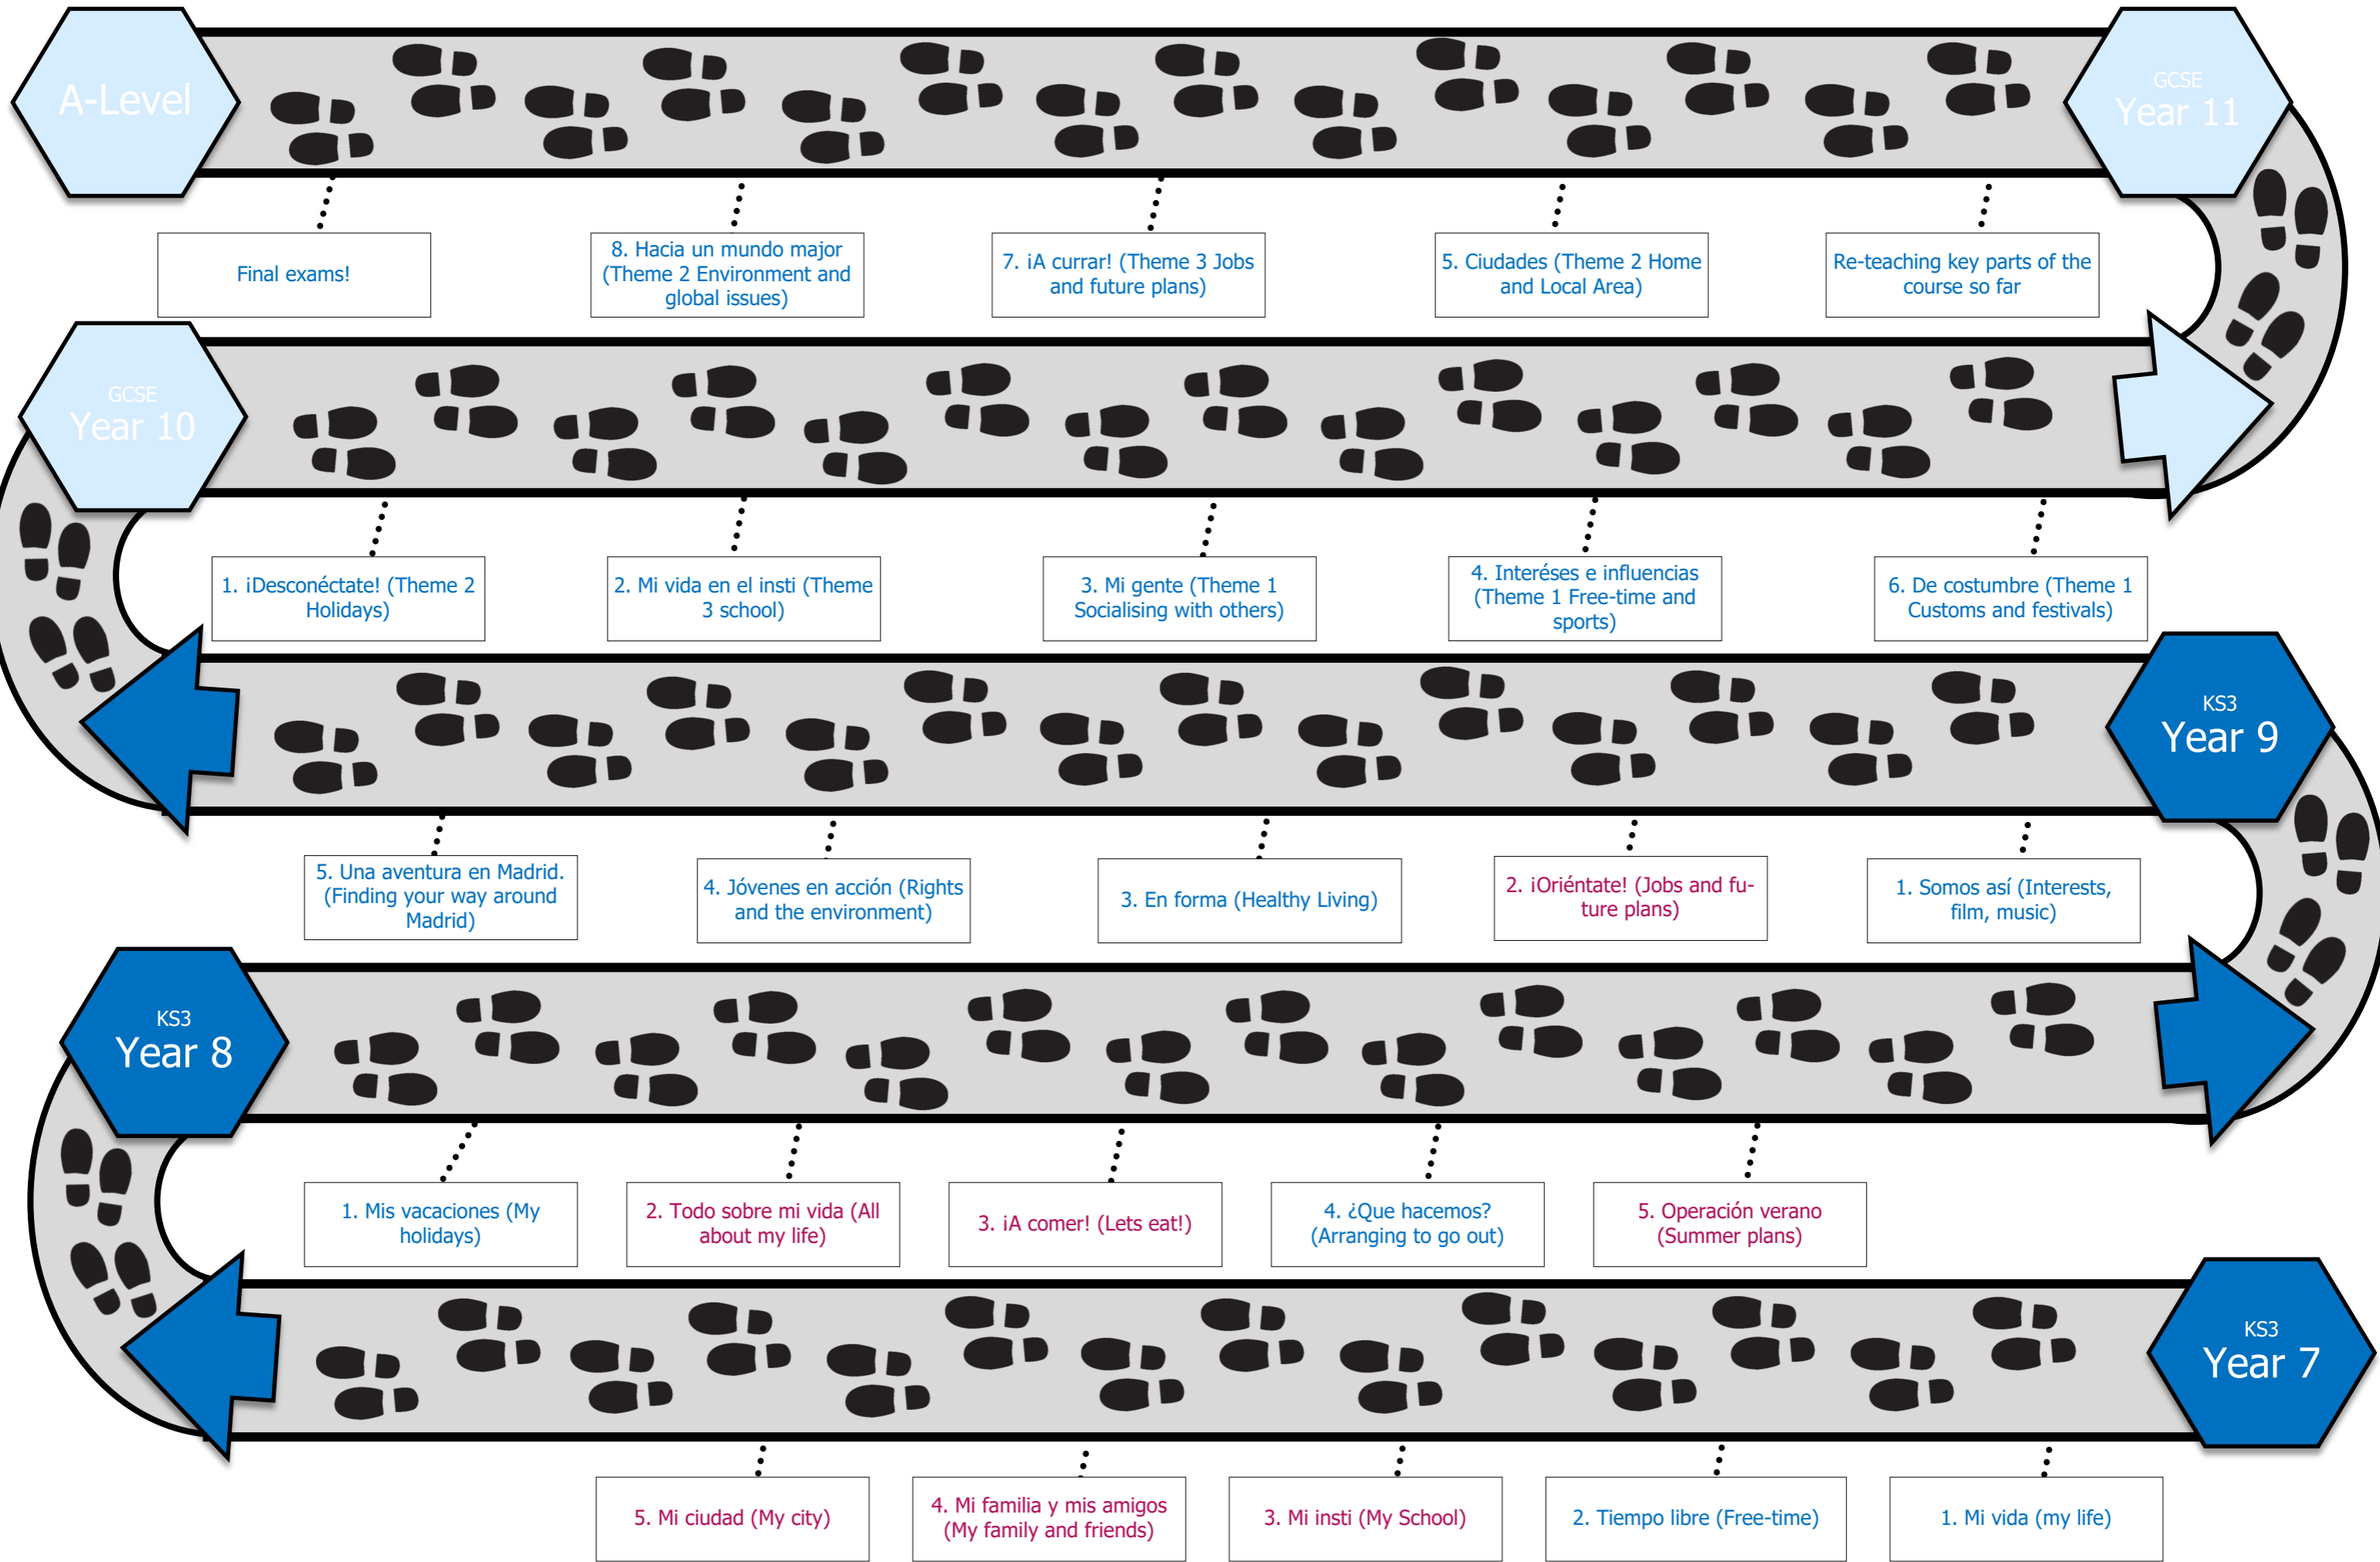 A-Level
GCSE
Year 11
Final exams!
8. Hacia un mundo major
(Theme 2 Environment and
global issues)
7. ¡A currar! (Theme 3 Jobs
and future plans)
5. Ciudades (Theme 2 Home
and Local Area)
Re-teaching key parts of the
course so far
GCSE
Year 10
1. ¡Desconéctate! (Theme 2
Holidays)
2. Mi vida en el insti (Theme
3 school)
3. Mi gente (Theme 1
Socialising with others)
4. Interéses e influencias
(Theme 1 Free-time and
sports)
6. De costumbre (Theme 1
Customs and festivals)
KS3
Year 9
5. Una aventura en Madrid.
(Finding your way around
Madrid)
4. Jóvenes en acción (Rights
and the environment)
3. En forma (Healthy Living)
2. ¡Oriéntate! (Jobs and fu-
ture plans)
1. Somos así (Interests,
film, music)
KS3
Year 8
1. Mis vacaciones (My
holidays)
2. Todo sobre mi vida (All
about my life)
3. ¡A comer! (Lets eat!)
4. ¿Que hacemos?
(Arranging to go out)
5. Operación verano
(Summer plans)
KS3
Year 7
5. Mi ciudad (My city)
4. Mi familia y mis amigos
(My family and friends)
3. Mi insti (My School)
2. Tiempo libre (Free-time)
1. Mi vida (my life)